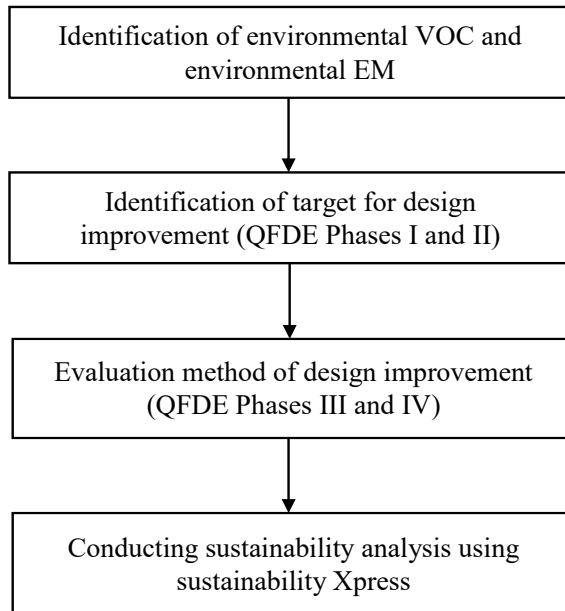 Identification of environmental VOC and
environmental EM
Identification of target for design
improvement (QFDE Phases I and II)
Evaluation method of design improvement
(QFDE Phases III and IV)
Conducting sustainability analysis using
sustainability Xpress